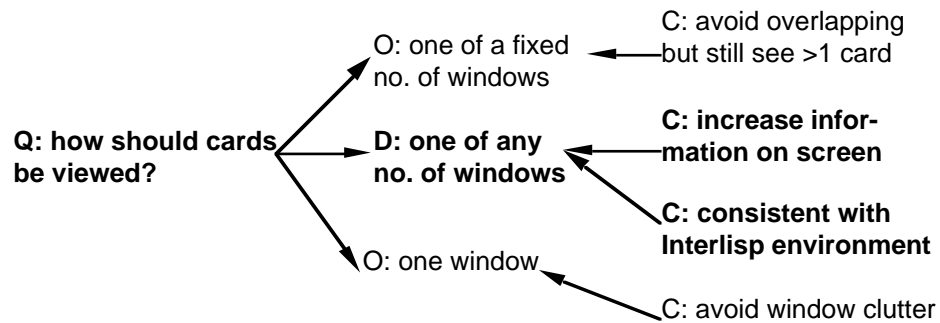 C: avoid overlapping
but still see >1 card
O: one of a fixed
no. of windows
Q: how should cards
be viewed?
D: one of any
no. of windows
C: increase infor-
mation on screen
C: consistent with
Interlisp environment
O: one window
C: avoid window clutter